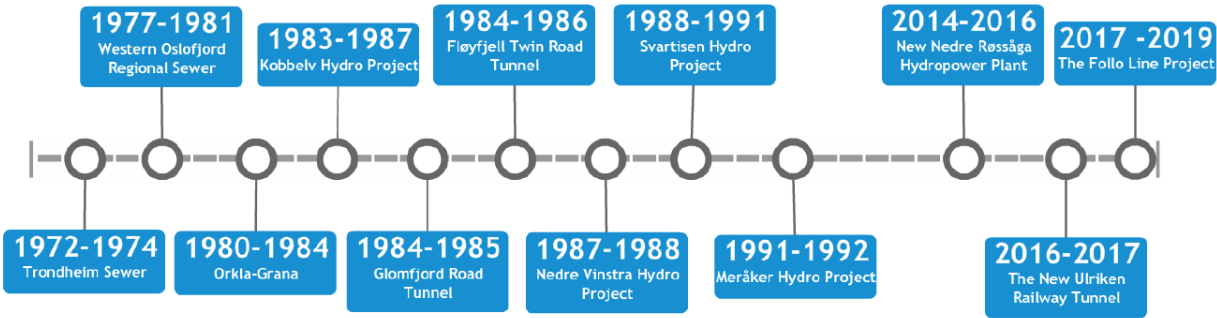 1977-1981
Western Oslofjord
Regional Sewer
1983-1987
Kobbelv Hydro Project
1984-1986
Fløyfjell Twin Road
Tunnel
1988-1991
Svartisen Hydro
Project
2014-2016
New Nedre Røssåga
Hydropower Plant
2017 -2019
The Follo Line Project
1972-1974
Trondheim Sewer
1980-1984
Orkla-Grana
1984-1985
Glomfjord Road
Tunnel
1987-1988
Nedre Vinstra Hydro
Project
1991-1992
Meråker Hydro Project
2016-2017
The New Ulriken
Railway Tunnel